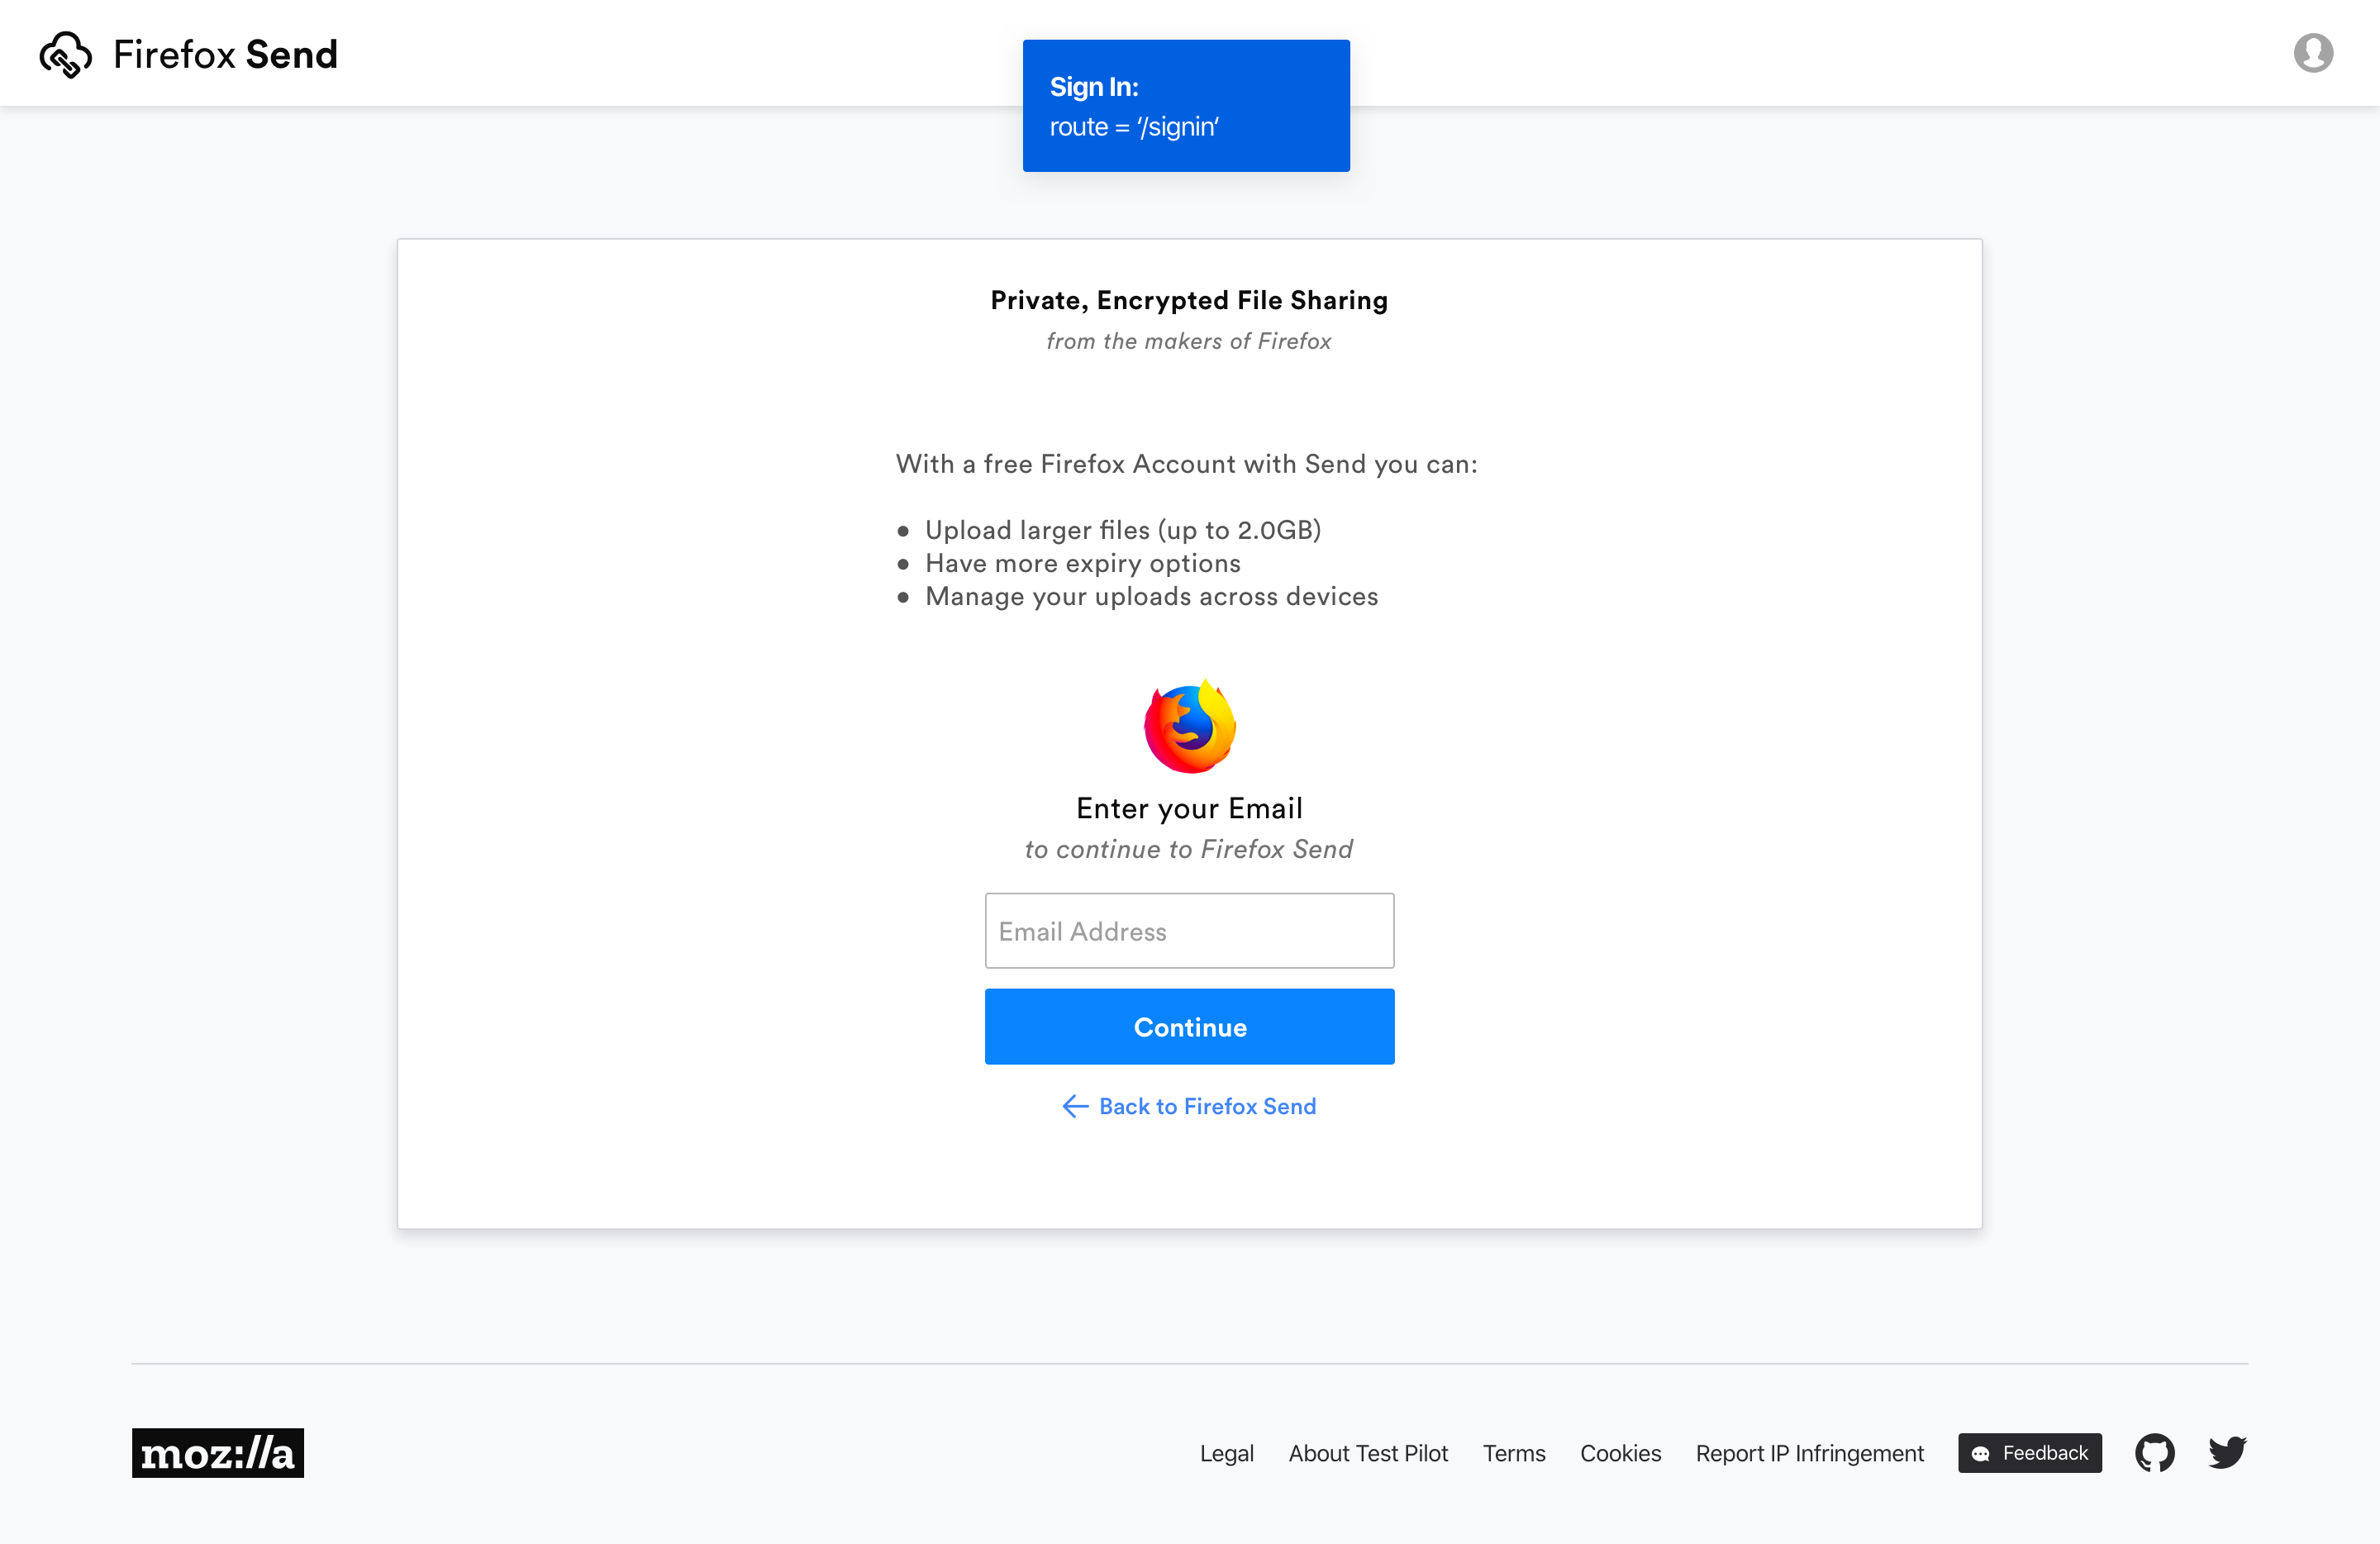 Firefox Send
Sign In:
route = ‘/signin‘
Private, Encrypted File Sharing
from the makers of Firefox
With a free Firefox Account with Send you can:
● Upload larger files (up to 2.0GB)
● Have more expiry options
● Manage your uploads across devices
Enter your Email
to continue to Firefox Send
Email Address
Continue
← Back to Firefox Send
moz://a
Legal About Test Pilot Terms Cookies Report IP Infringement Feedback